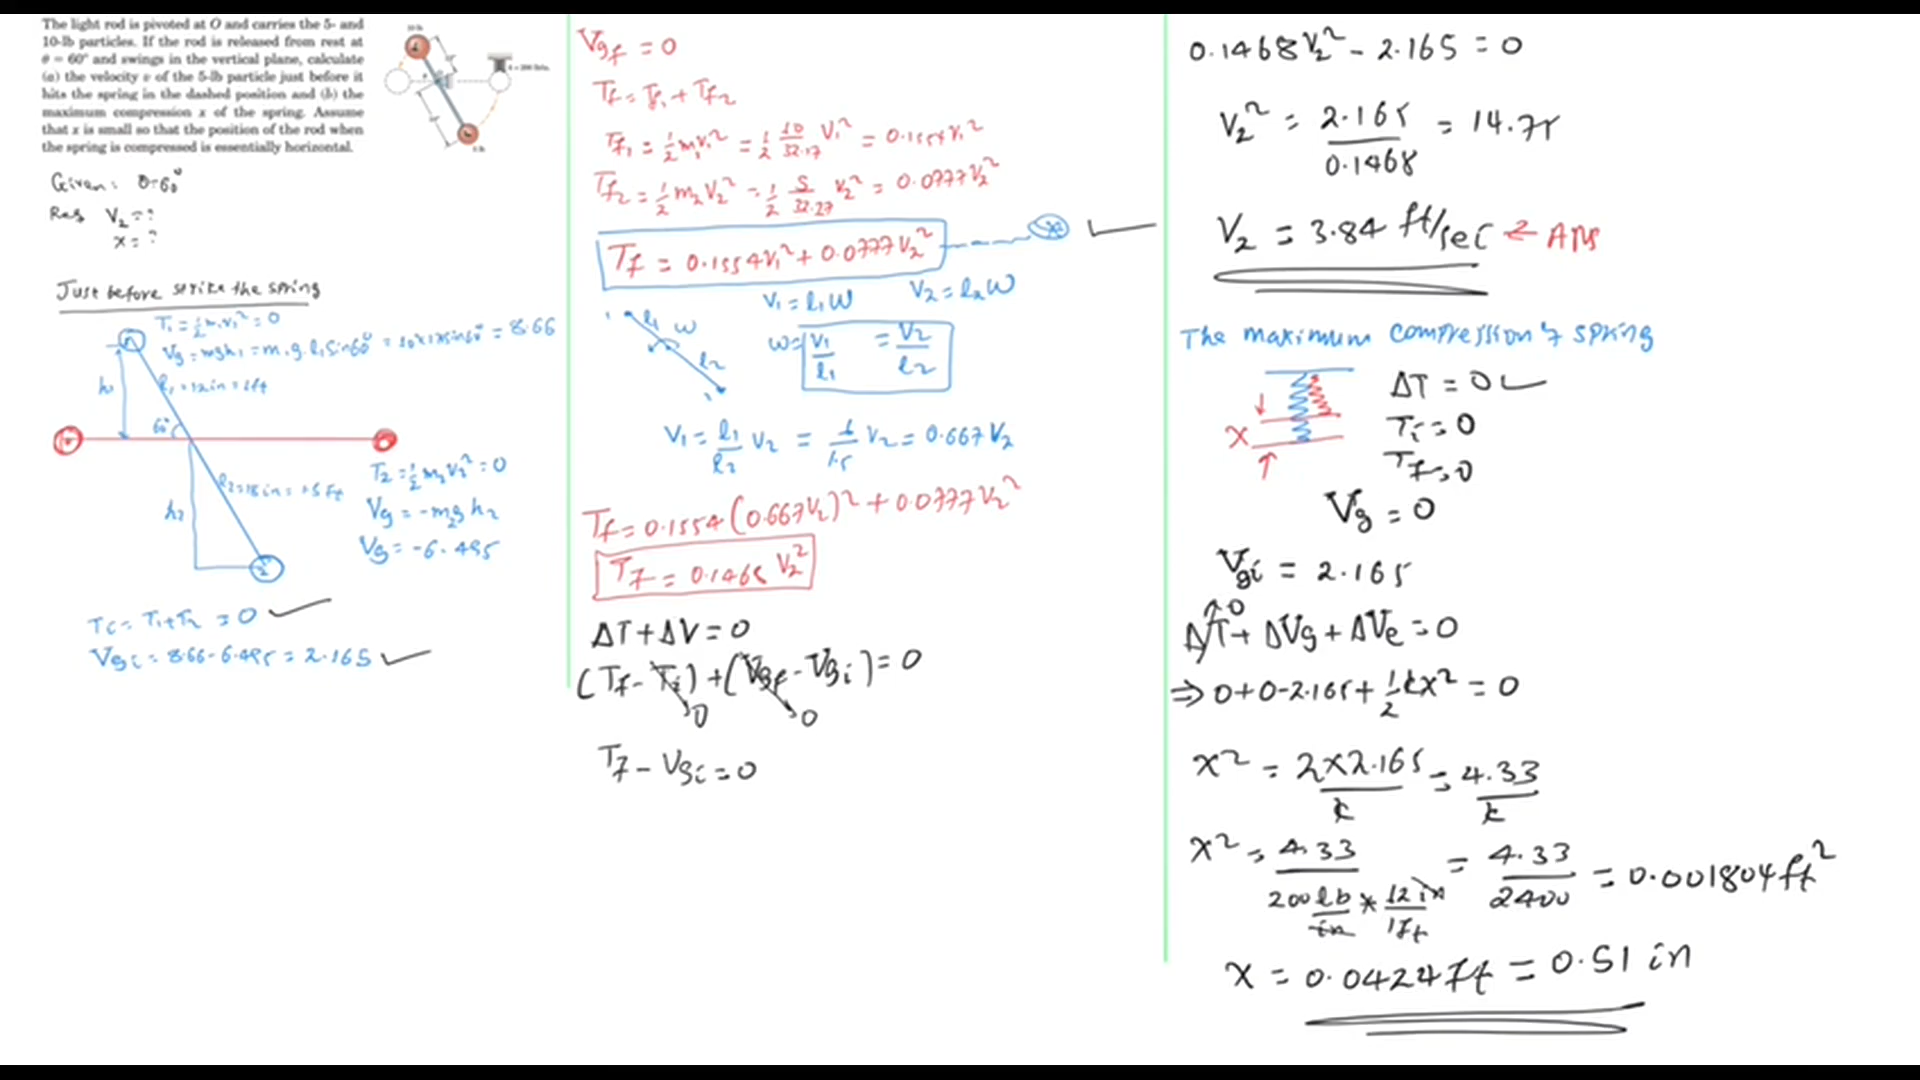 The light rod is pivoted at O and carries the 5- and
10-lb particles. If the rod is released from rest at
θ = 60° and swings in the vertical plane, calculate
(a) the velocity v of the 5-lb particle just before it
hits the spring in the dashed position and (b) the
maximum compression x of the spring. Assume
that x is small so that the position of the rod when
the spring is compressed is essentially horizontal.
Given: θ=60°
Req V₂ = ?
x = ?
Just before strike the spring
T₁ = ½m₁v₁² = 0
Vg = mgh₁ = m₁g.l₁sin60° = 10×1×sin60° = 8.66
h₁
l₁ = 12in = 1ft
60°
l₂=18in = 1.5ft
h₂
T₂ = ½m₂V₂² = 0
Vg = -m₂gh₂
Vg = -6.495
Ti = T₁+T₂ = 0
Vgi = 8.66-6.495 = 2.165
Vgf = 0
Tf = Tf₁ + Tf₂
Tf₁ = ½m₁v₁² = ½ 10/32.17 V₁² = 0.1554V₁²
Tf₂ = ½m₂V₂² = ½ 5/32.27 V₂² = 0.0777V₂²
Tf = 0.1554V₁² + 0.0777V₂²
V₁ = l₁ω V₂ = l₂ω
l₁ ω
l₂
ω = V₁/l₁ = V₂/l₂
V₁ = l₁/l₂ V₂ = 1/1.5 V₂ = 0.667V₂
Tf = 0.1554(0.667V₂)² + 0.0777V₂²
Tf = 0.1468 V₂²
ΔT + ΔV = 0
(Tf - Ti) + (Vgf - Vgi) = 0
0 0
Tf - Vgi = 0
0.1468V₂² - 2.165 = 0
V₂² = 2.165/0.1468 = 14.75
V₂ = 3.84 ft/sec ← Ans
The maximum compression of spring
ΔT = 0
Ti = 0
x
Tf = 0
Vg = 0
Vgi = 2.165
0
ΔT + ΔVg + ΔVe = 0
⇒ 0+0-2.165 + ½kx² = 0
x² = 2×2.165/k = 4.33/k
x² = 4.33/(200 lb/in * 12in/1ft) = 4.33/2400 = 0.001804ft²
x = 0.0424ft = 0.51 in